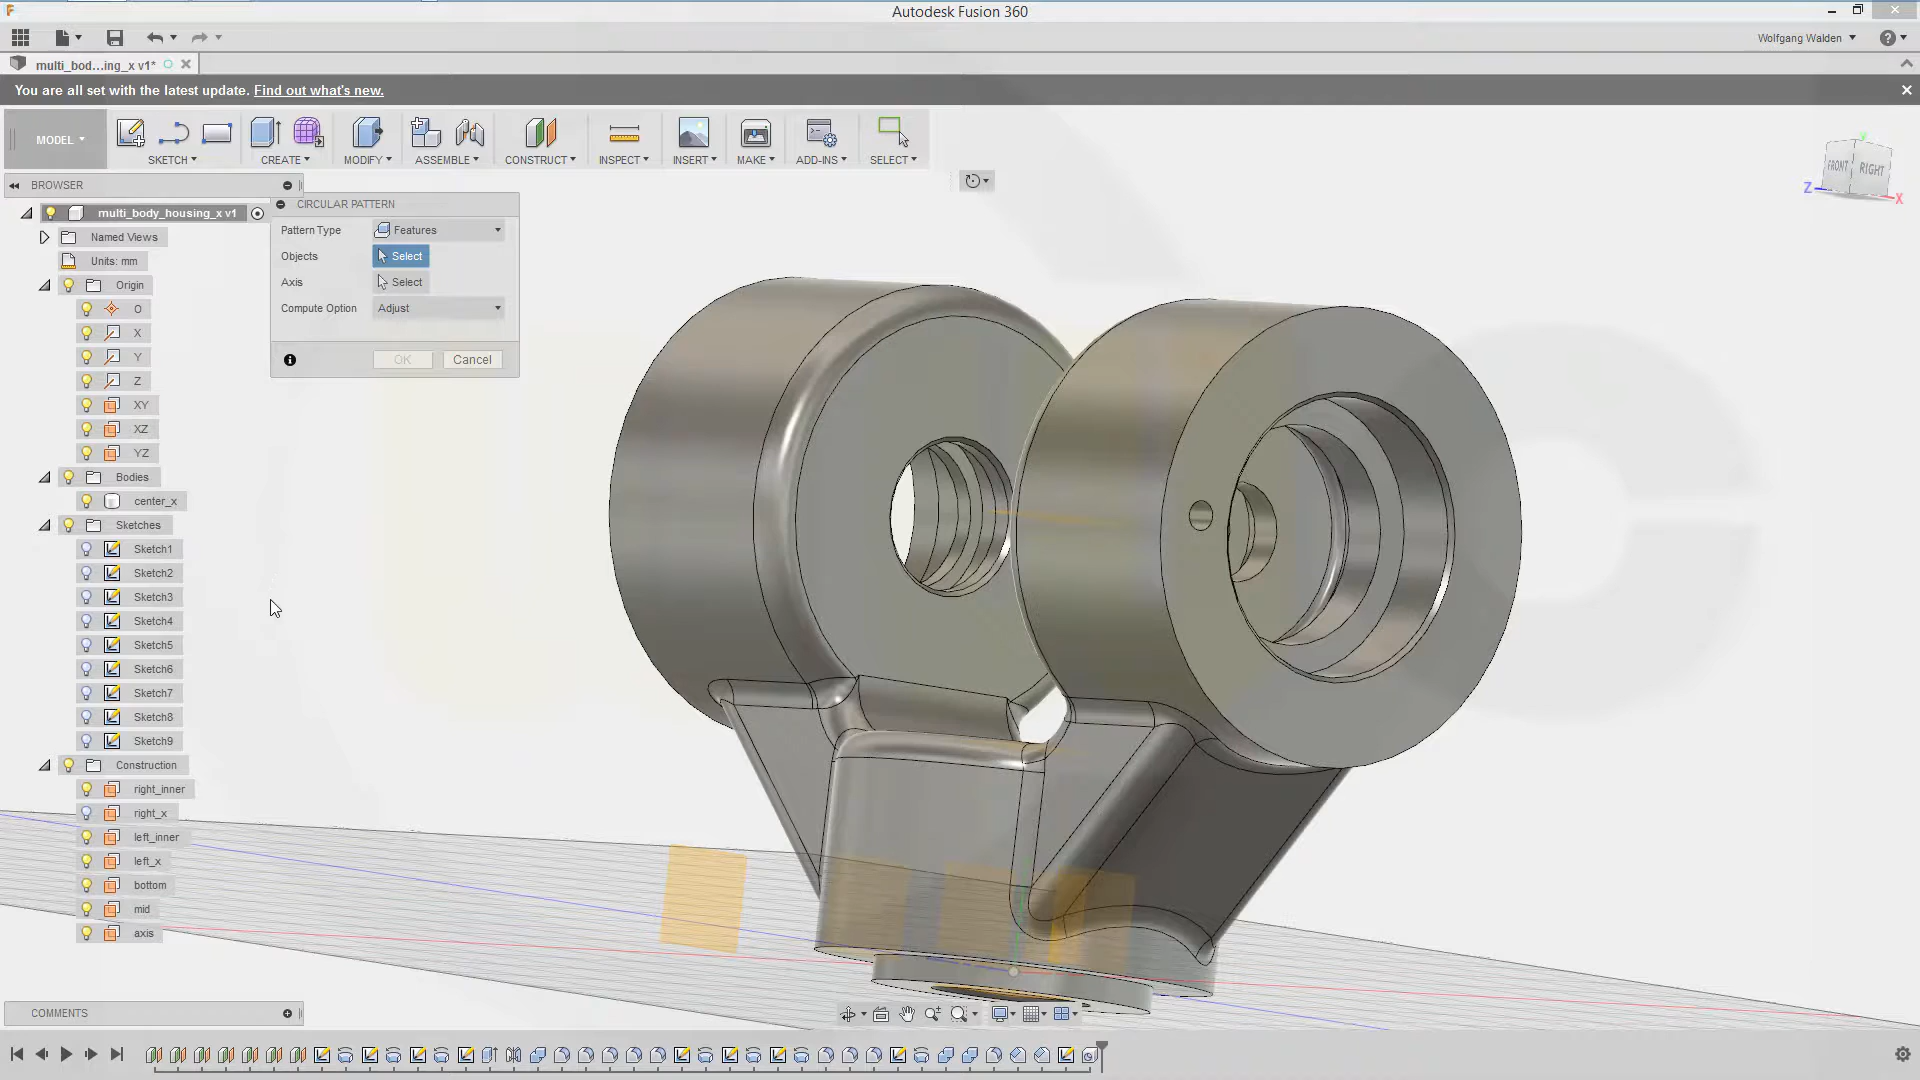 Autodesk Fusion 360
Wolfgang Walden
multi_bod...ing_x v1*
You are all set with the latest update. Find out what's new.
MODEL
SKETCH
CREATE
MODIFY
ASSEMBLE
CONSTRUCT
INSPECT
INSERT
MAKE
ADD-INS
SELECT
FRONT
RIGHT
Z
X
BROWSER
multi_body_housing_x v1
Named Views
Units: mm
Origin
O
X
Y
Z
XY
XZ
YZ
Bodies
center_x
Sketches
Sketch1
Sketch2
Sketch3
Sketch4
Sketch5
Sketch6
Sketch7
Sketch8
Sketch9
Construction
right_inner
right_x
left_inner
left_x
bottom
mid
axis
CIRCULAR PATTERN
Pattern Type Features
Objects Select
Axis Select
Compute Option Adjust
OK Cancel
COMMENTS